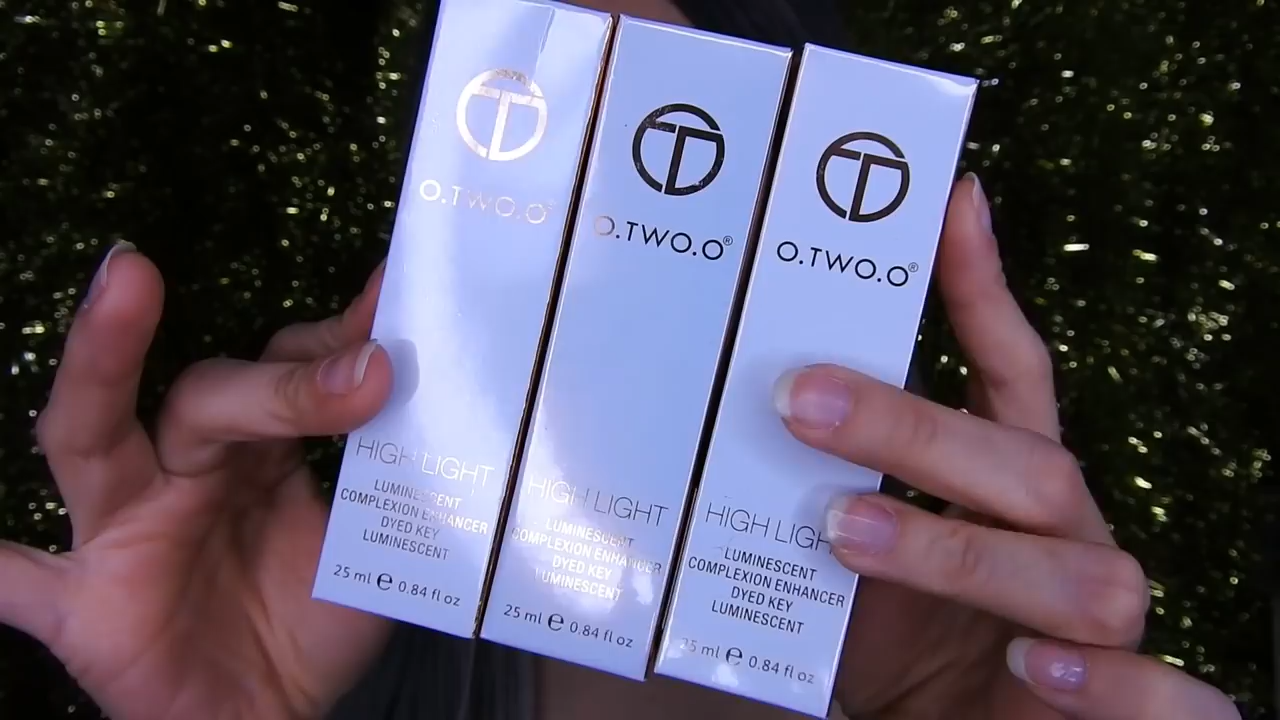 O.TWO.O®
HIGH LIGHT
LUMINESCENT
COMPLEXION ENHANCER
DYED KEY
LUMINESCENT
25 ml ℮ 0.84 fl oz
O.TWO.O®
HIGH LIGHT
LUMINESCENT
COMPLEXION ENHANCER
DYED KEY
LUMINESCENT
25 ml ℮ 0.84 fl oz
O.TWO.O®
HIGH LIGH
LUMINESCENT
COMPLEXION ENHANCER
DYED KEY
LUMINESCENT
25 ml ℮ 0.84 fl oz